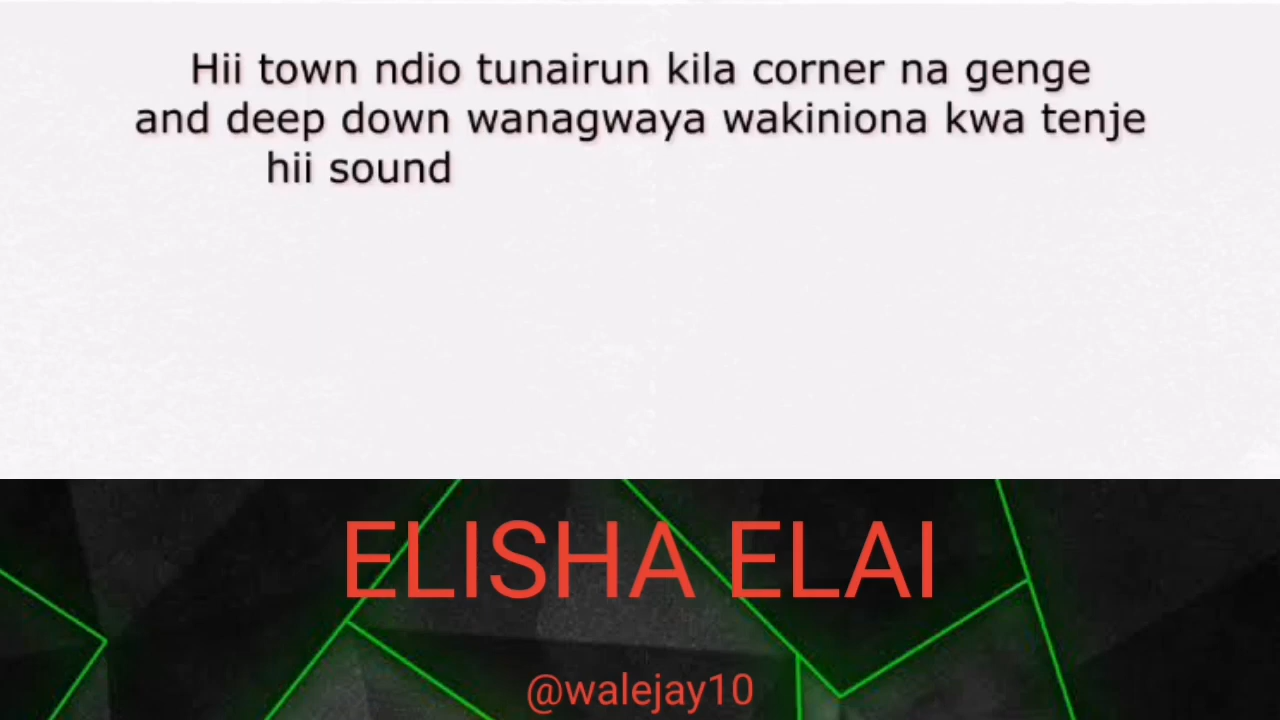 Hii town ndio tunairun kila corner na genge
and deep down wanagwaya wakiniona kwa tenje
hii sound
ELISHA ELAI
@walejay10